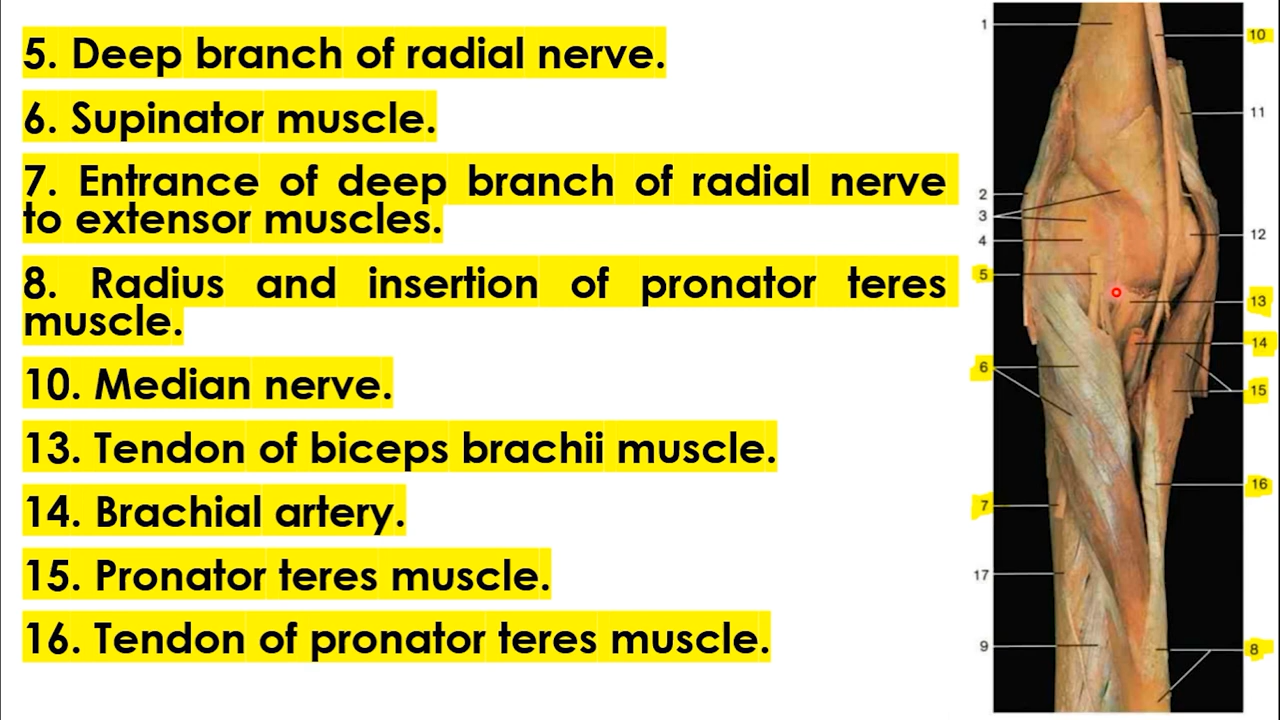 5. Deep branch of radial nerve.
6. Supinator muscle.
7. Entrance of deep branch of radial nerve
to extensor muscles.
8. Radius and insertion of pronator teres
muscle.
10. Median nerve.
13. Tendon of biceps brachii muscle.
14. Brachial artery.
15. Pronator teres muscle.
16. Tendon of pronator teres muscle.
1
2
3
4
5
6
7
17
9
10
11
12
13
14
15
16
8